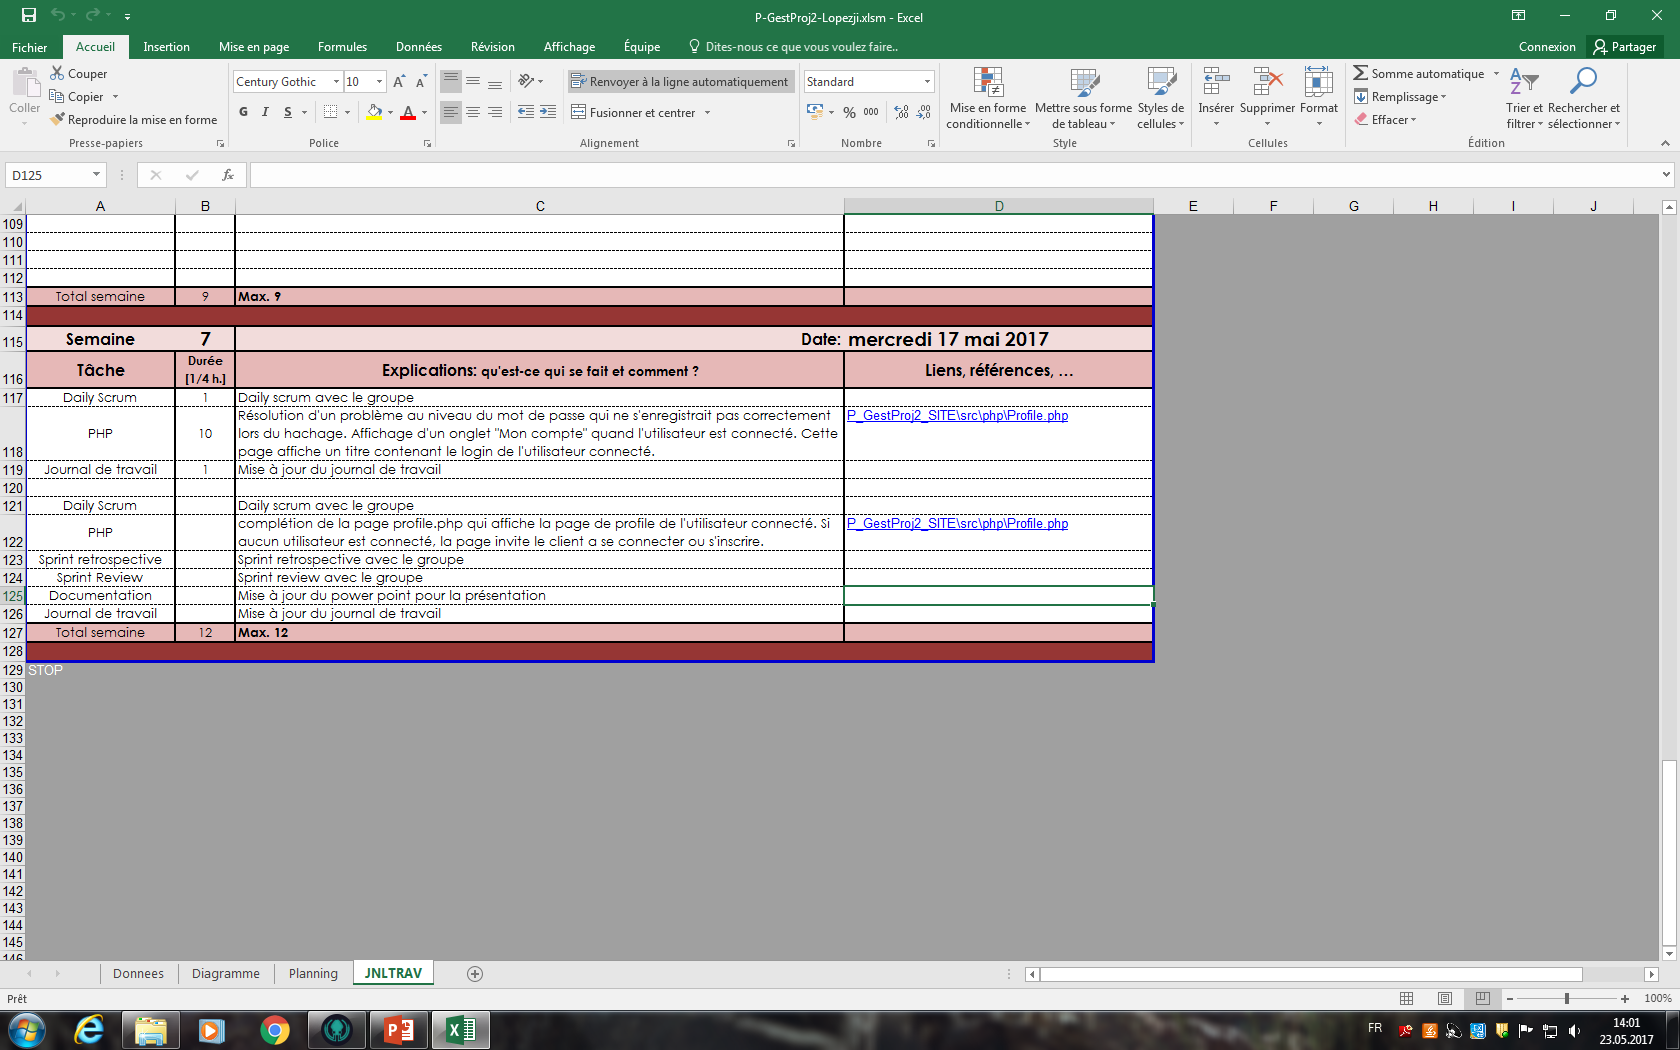 P-GestProj2-Lopezji.xlsm - Excel
Fichier Accueil Insertion Mise en page Formules Données Révision Affichage Équipe Dites-nous ce que vous voulez faire.. Connexion Partager
Coller
Couper
Copier
Reproduire la mise en forme
Presse-papiers
Century Gothic 10
G I S
Police
Renvoyer à la ligne automatiquement
Fusionner et centrer
Alignement
Standard
% 000
Nombre
Mise en forme conditionnelle
Mettre sous forme de tableau
Styles de cellules
Style
Insérer Supprimer Format
Cellules
Somme automatique
Remplissage
Effacer
Trier et filtrer
Rechercher et sélectionner
Édition
D125 fx
A B C D E F G H I J
109
110
111
112
113 Total semaine 9 Max. 9
114
115 Semaine 7 Date: mercredi 17 mai 2017
116 Tâche Durée [1/4 h.] Explications: qu'est-ce qui se fait et comment ? Liens, références, …
117 Daily Scrum 1 Daily scrum avec le groupe
118 PHP 10 Résolution d'un problème au niveau du mot de passe qui ne s'enregistrait pas correctement P_GestProj2_SITE\src\php\Profile.php
lors du hachage. Affichage d'un onglet "Mon compte" quand l'utilisateur est connecté. Cette
page affiche un titre contenant le login de l'utilisateur connecté.
119 Journal de travail 1 Mise à jour du journal de travail
120
121 Daily Scrum Daily scrum avec le groupe
122 PHP complétion de la page profile.php qui affiche la page de profile de l'utilisateur connecté. Si P_GestProj2_SITE\src\php\Profile.php
aucun utilisateur est connecté, la page invite le client a se connecter ou s'inscrire.
123 Sprint retrospective Sprint retrospective avec le groupe
124 Sprint Review Sprint review avec le groupe
125 Documentation Mise à jour du power point pour la présentation
126 Journal de travail Mise à jour du journal de travail
127 Total semaine 12 Max. 12
128
129 STOP
130
131
132
133
134
135
136
137
138
139
140
141
142
143
144
145
146
Donnees Diagramme Planning JNLTRAV
Prêt 100%
FR 14:01
23.05.2017